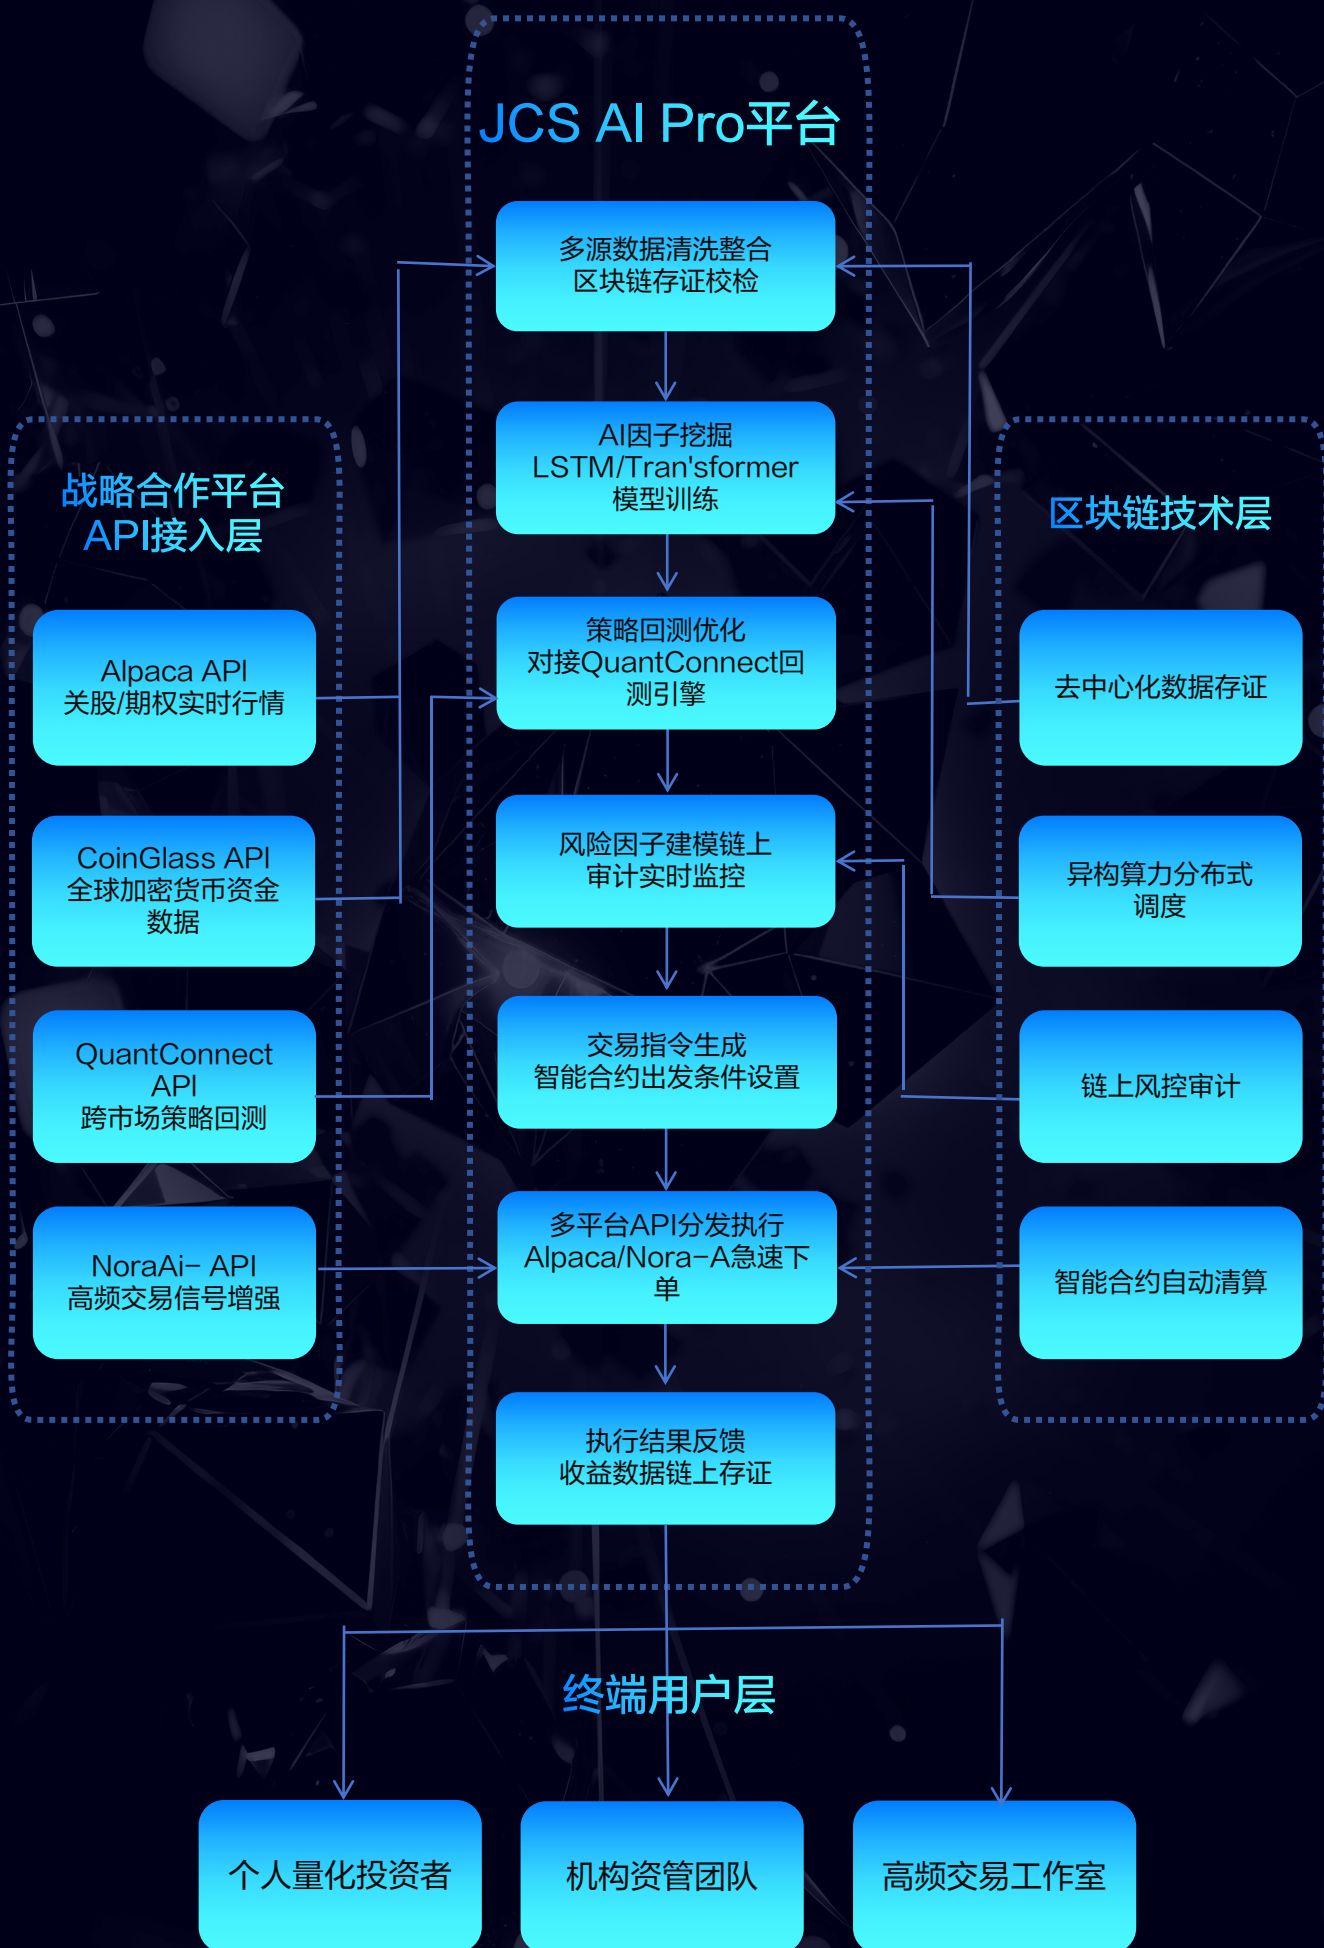 JCS AI Pro平台
多源数据清洗整合
区块链存证校检
AI因子挖掘
LSTM/Tran'sformer
模型训练
策略回测优化
对接QuantConnect回
测引擎
风险因子建模链上
审计实时监控
交易指令生成
智能合约出发条件设置
多平台API分发执行
Alpaca/Nora-A急速下
单
执行结果反馈
收益数据链上存证
战略合作平台
API接入层
Alpaca API
关股/期权实时行情
CoinGlass API
全球加密货币资金
数据
QuantConnect
API
跨市场策略回测
NoraAi- API
高频交易信号增强
区块链技术层
去中心化数据存证
异构算力分布式
调度
链上风控审计
智能合约自动清算
终端用户层
个人量化投资者
机构资管团队
高频交易工作室